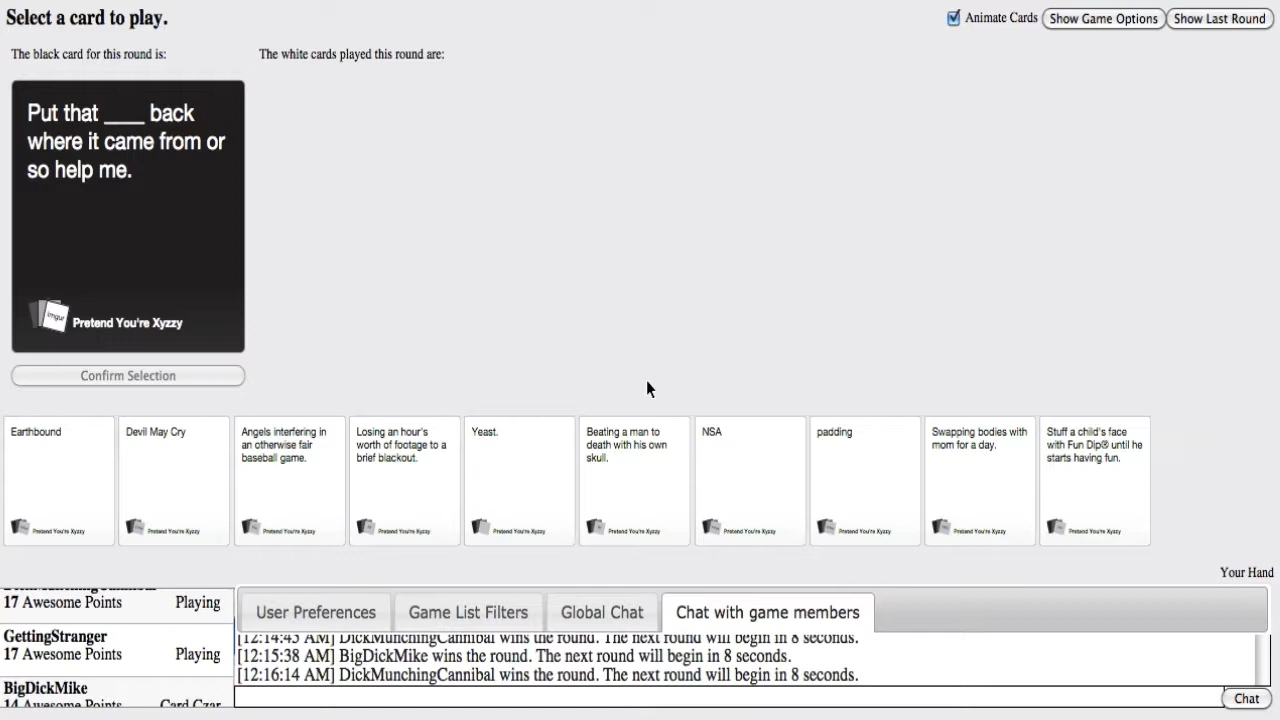 Select a card to play.
Animate Cards
Show Game Options
Show Last Round
The black card for this round is:
The white cards played this round are:
Put that ____ back
where it came from or
so help me.
imgur
Pretend You're Xyzzy
Confirm Selection
Earthbound
Pretend You're Xyzzy
Devil May Cry
Pretend You're Xyzzy
Angels interfering in
an otherwise fair
baseball game.
Pretend You're Xyzzy
Losing an hour's
worth of footage to a
brief blackout.
Pretend You're Xyzzy
Yeast.
Pretend You're Xyzzy
Beating a man to
death with his own
skull.
Pretend You're Xyzzy
NSA
Pretend You're Xyzzy
padding
Pretend You're Xyzzy
Swapping bodies with
mom for a day.
Pretend You're Xyzzy
Stuff a child's face
with Fun Dip® until he
starts having fun.
Pretend You're Xyzzy
Your Hand
DickMunchingCannibal
17 Awesome Points Playing
GettingStranger
17 Awesome Points Playing
BigDickMike
14 Awesome Points Card Czar
User Preferences
Game List Filters
Global Chat
Chat with game members
[12:14:45 AM] DickMunchingCannibal wins the round. The next round will begin in 8 seconds.
[12:15:38 AM] BigDickMike wins the round. The next round will begin in 8 seconds.
[12:16:14 AM] DickMunchingCannibal wins the round. The next round will begin in 8 seconds.
Chat